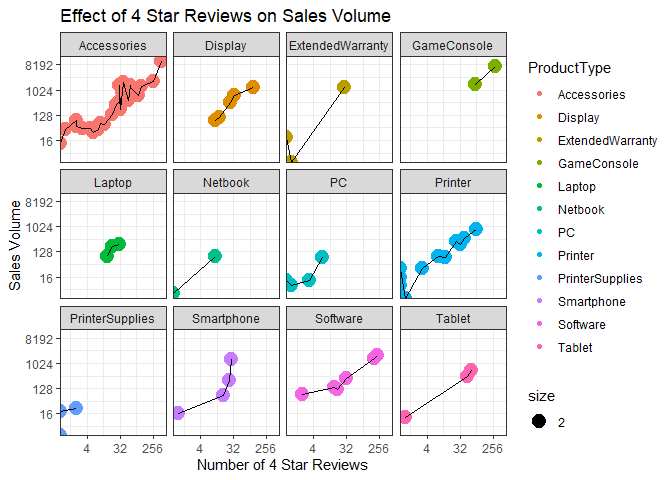 Effect of 4 Star Reviews on Sales Volume
Accessories Display ExtendedWarranty GameConsole
8192
1024
128
16
Laptop Netbook PC Printer
8192
1024
128
16
PrinterSupplies Smartphone Software Tablet
8192
1024
128
16
4 32 256 4 32 256 4 32 256 4 32 256
Number of 4 Star Reviews
Sales Volume
ProductType
Accessories
Display
ExtendedWarranty
GameConsole
Laptop
Netbook
PC
Printer
PrinterSupplies
Smartphone
Software
Tablet
size
2